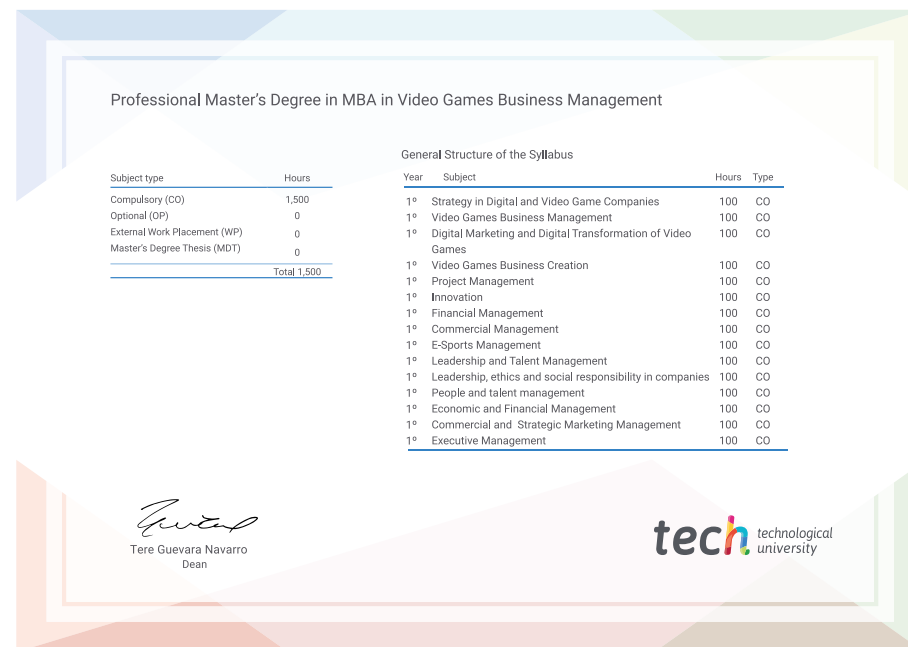 Professional Master's Degree in MBA in Video Games Business Management
Subject type Hours
Compulsory (CO) 1,500
Optional (OP) 0
External Work Placement (WP) 0
Master's Degree Thesis (MDT) 0
Total 1,500
General Structure of the Syllabus
Year Subject Hours Type
1º Strategy in Digital and Video Game Companies 100 CO
1º Video Games Business Management 100 CO
1º Digital Marketing and Digital Transformation of Video 100 CO
Games
1º Video Games Business Creation 100 CO
1º Project Management 100 CO
1º Innovation 100 CO
1º Financial Management 100 CO
1º Commercial Management 100 CO
1º E-Sports Management 100 CO
1º Leadership and Talent Management 100 CO
1º Leadership, ethics and social responsibility in companies 100 CO
1º People and talent management 100 CO
1º Economic and Financial Management 100 CO
1º Commercial and Strategic Marketing Management 100 CO
1º Executive Management 100 CO
Tere Guevara Navarro
Dean
tech technological
university